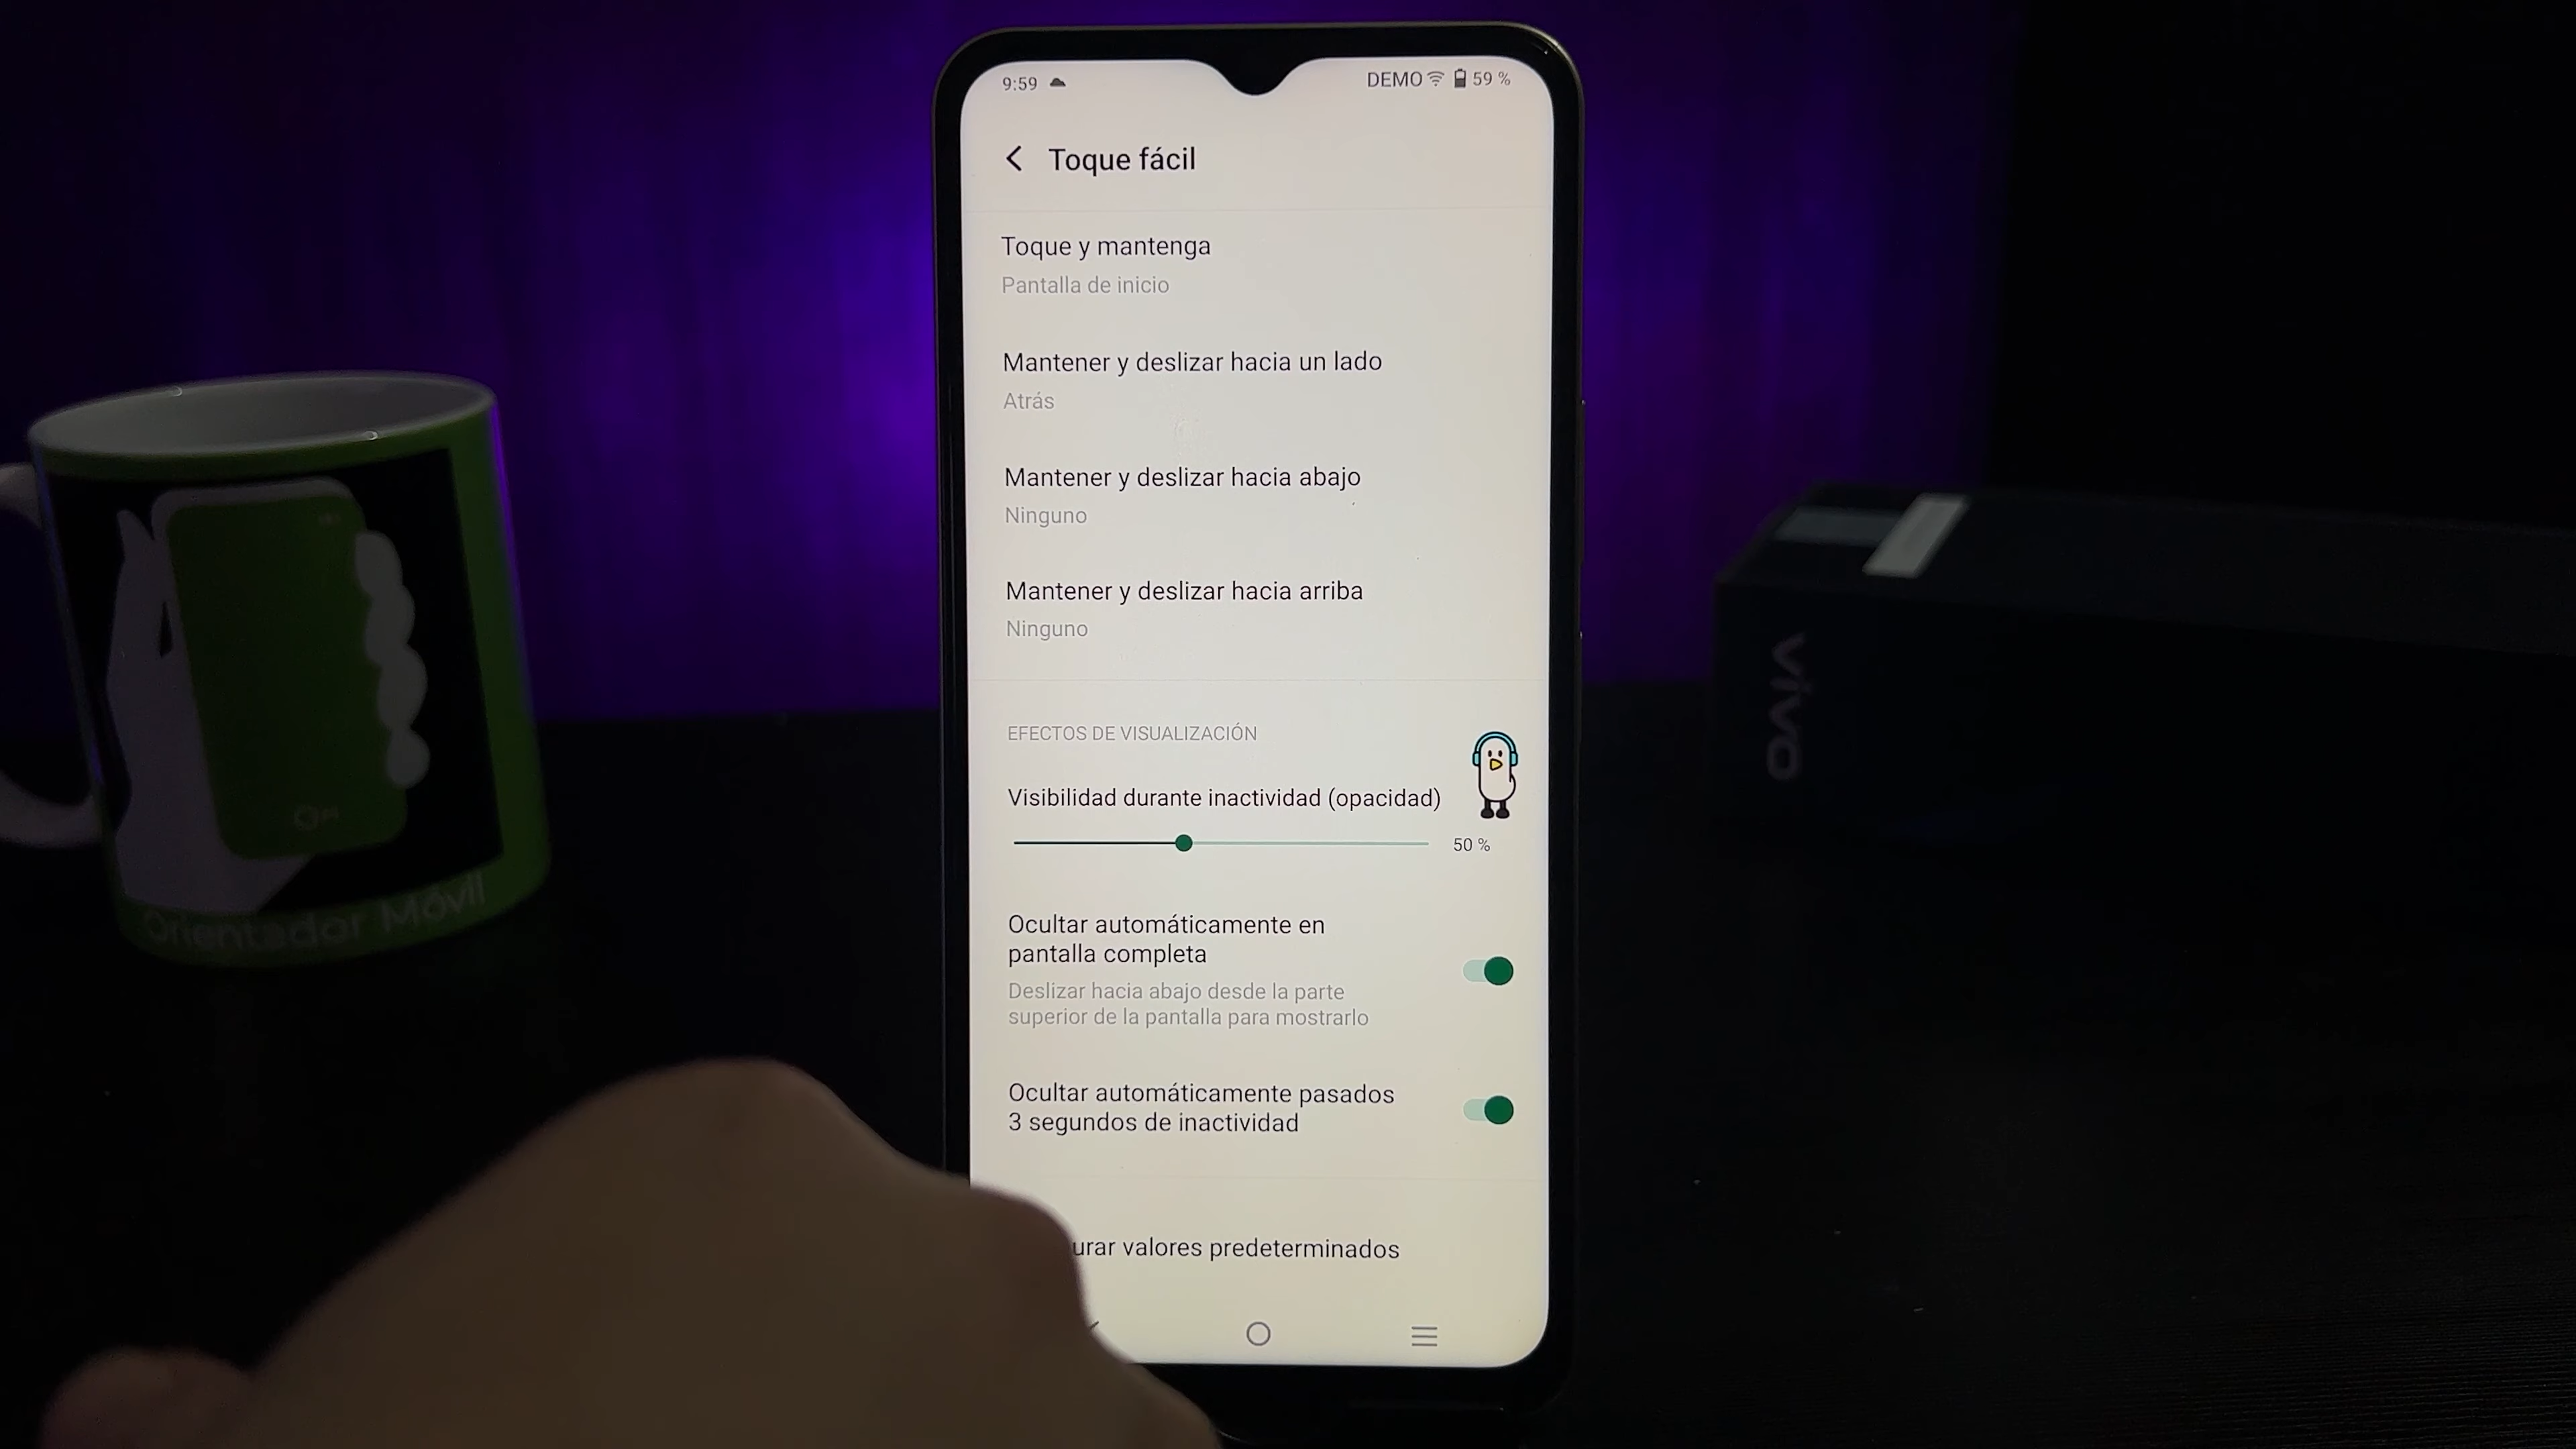 9:59
DEMO 59 %
Toque fácil
Toque y mantenga
Pantalla de inicio
Mantener y deslizar hacia un lado
Atrás
Mantener y deslizar hacia abajo
Ninguno
Mantener y deslizar hacia arriba
Ninguno
EFECTOS DE VISUALIZACIÓN
Visibilidad durante inactividad (opacidad)
50 %
Ocultar automáticamente en
pantalla completa
Deslizar hacia abajo desde la parte
superior de la pantalla para mostrarlo
Ocultar automáticamente pasados
3 segundos de inactividad
urar valores predeterminados
Orientador Móvil
vivo